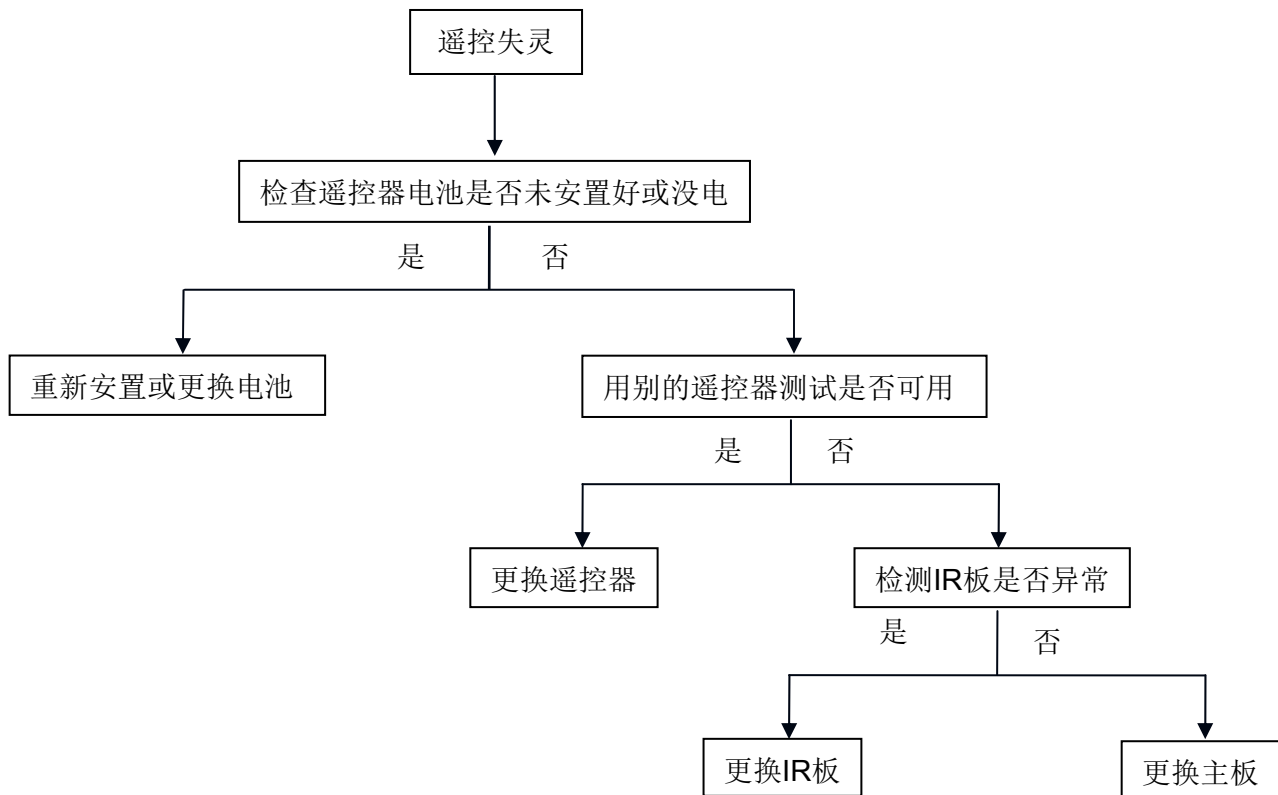 遥控失灵
检查遥控器电池是否未安置好或没电
是
否
重新安置或更换电池
用别的遥控器测试是否可用
是
否
更换遥控器
检测IR板是否异常
是
否
更换IR板
更换主板